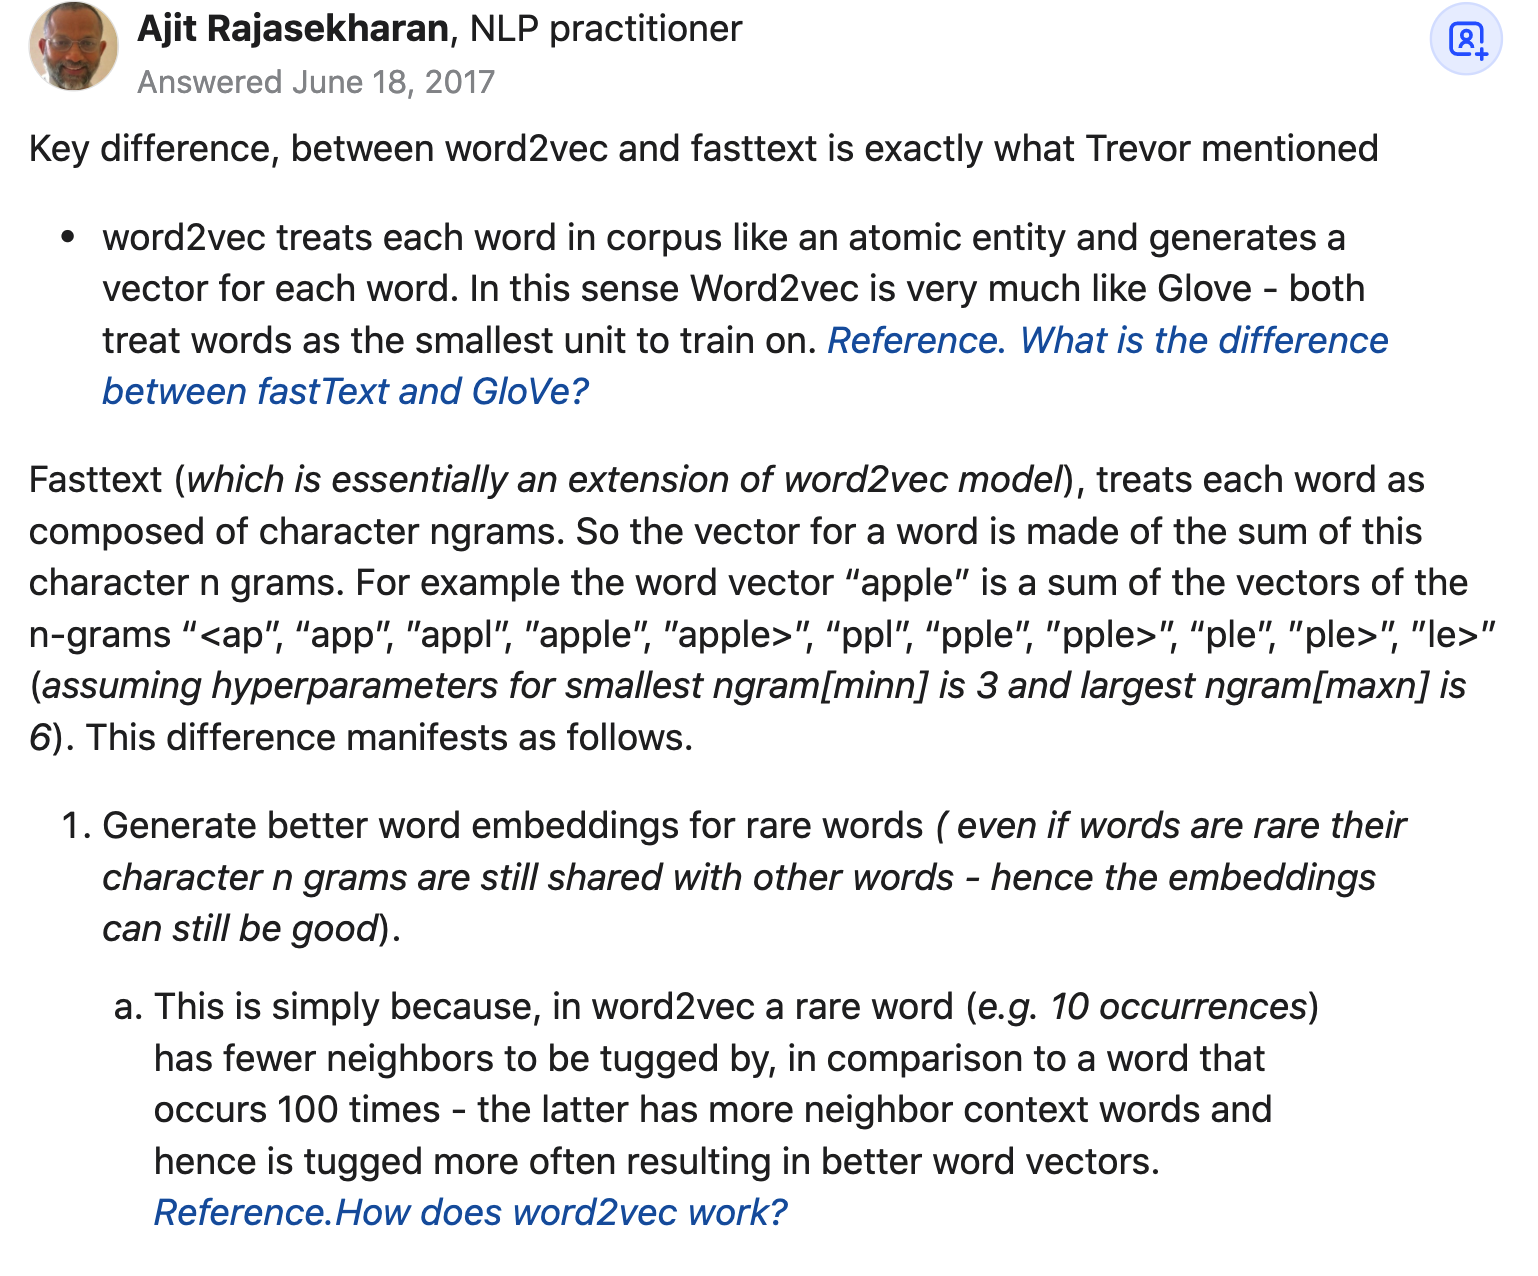 Ajit Rajasekharan, NLP practitioner
Answered June 18, 2017
Key difference, between word2vec and fasttext is exactly what Trevor mentioned
• word2vec treats each word in corpus like an atomic entity and generates a
vector for each word. In this sense Word2vec is very much like Glove - both
treat words as the smallest unit to train on. Reference. What is the difference
between fastText and GloVe?
Fasttext (which is essentially an extension of word2vec model), treats each word as
composed of character ngrams. So the vector for a word is made of the sum of this
character n grams. For example the word vector “apple” is a sum of the vectors of the
n-grams “<ap”, “app”, ”appl”, ”apple”, ”apple>”, “ppl”, “pple”, ”pple>”, “ple”, ”ple>”, ”le>”
(assuming hyperparameters for smallest ngram[minn] is 3 and largest ngram[maxn] is
6). This difference manifests as follows.
1. Generate better word embeddings for rare words ( even if words are rare their
character n grams are still shared with other words - hence the embeddings
can still be good).
a. This is simply because, in word2vec a rare word (e.g. 10 occurrences)
has fewer neighbors to be tugged by, in comparison to a word that
occurs 100 times - the latter has more neighbor context words and
hence is tugged more often resulting in better word vectors.
Reference.How does word2vec work?